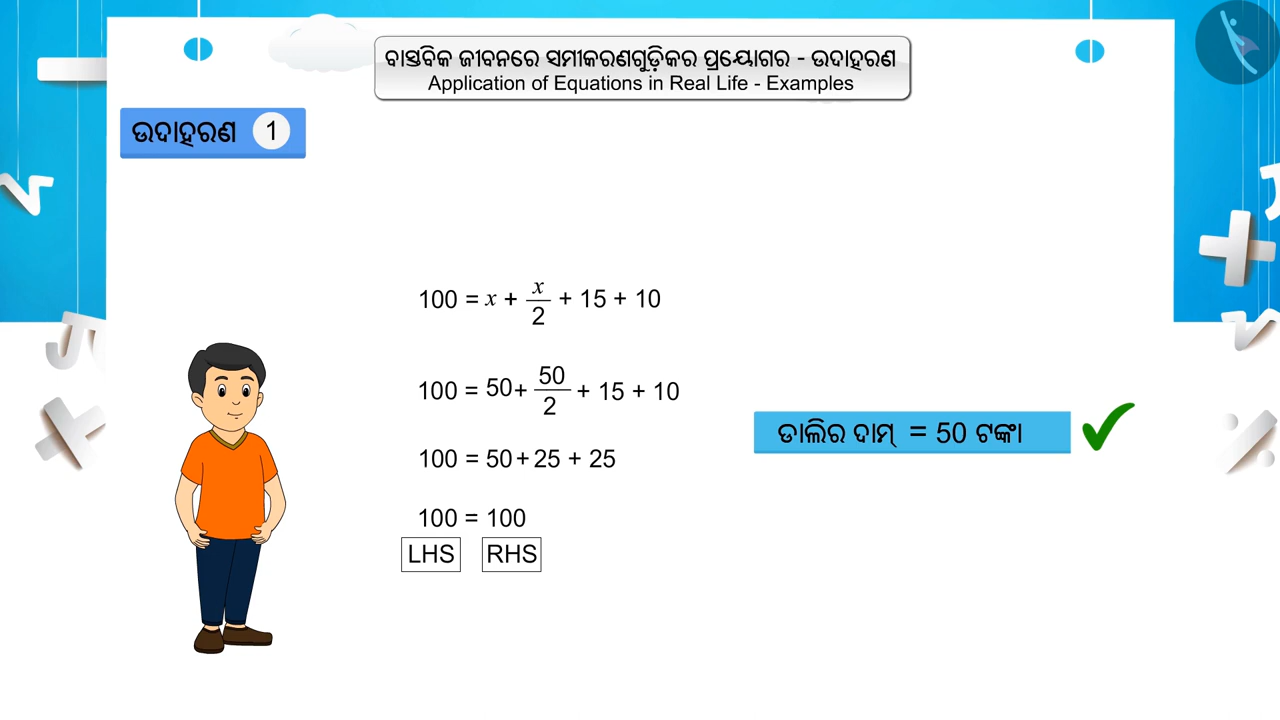 ବାସ୍ତବିକ ଜୀବନରେ ସମୀକରଣଗୁଡ଼ିକର ପ୍ରୟୋଗର - ଉଦାହରଣ
Application of Equations in Real Life - Examples
ଉଦାହରଣ 1
100 = x + x/2 + 15 + 10
100 = 50 + 50/2 + 15 + 10
100 = 50 + 25 + 25
100 = 100
LHS RHS
ଡାଲିର ଦାମ୍ = 50 ଟଙ୍କା